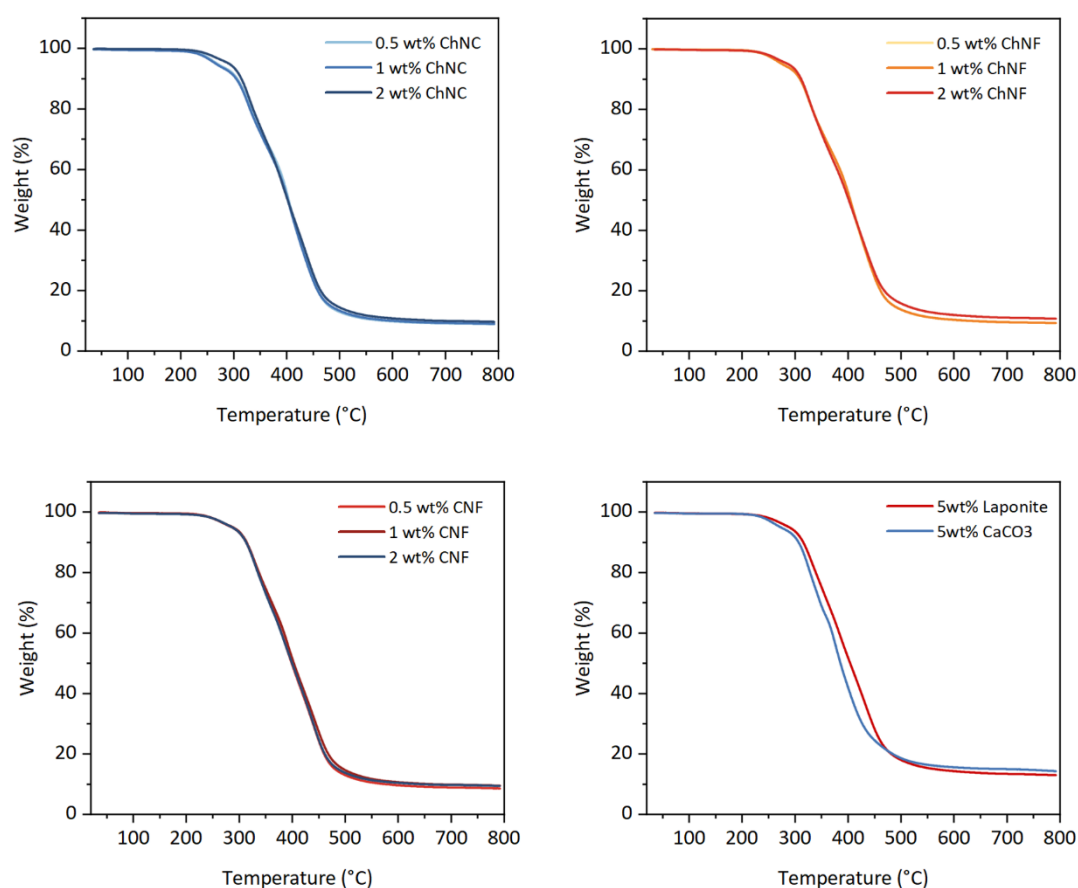 0.5 wt% ChNC
1 wt% ChNC
2 wt% ChNC
100
80
60
40
20
0
Weight (%)
100 200 300 400 500 600 700 800
Temperature (°C)
0.5 wt% ChNF
1 wt% ChNF
2 wt% ChNF
100
80
60
40
20
0
Weight (%)
100 200 300 400 500 600 700 800
Temperature (°C)
0.5 wt% CNF
1 wt% CNF
2 wt% CNF
100
80
60
40
20
0
Weight (%)
100 200 300 400 500 600 700 800
Temperature (°C)
5wt% Laponite
5wt% CaCO3
100
80
60
40
20
0
Weight (%)
100 200 300 400 500 600 700 800
Temperature (°C)